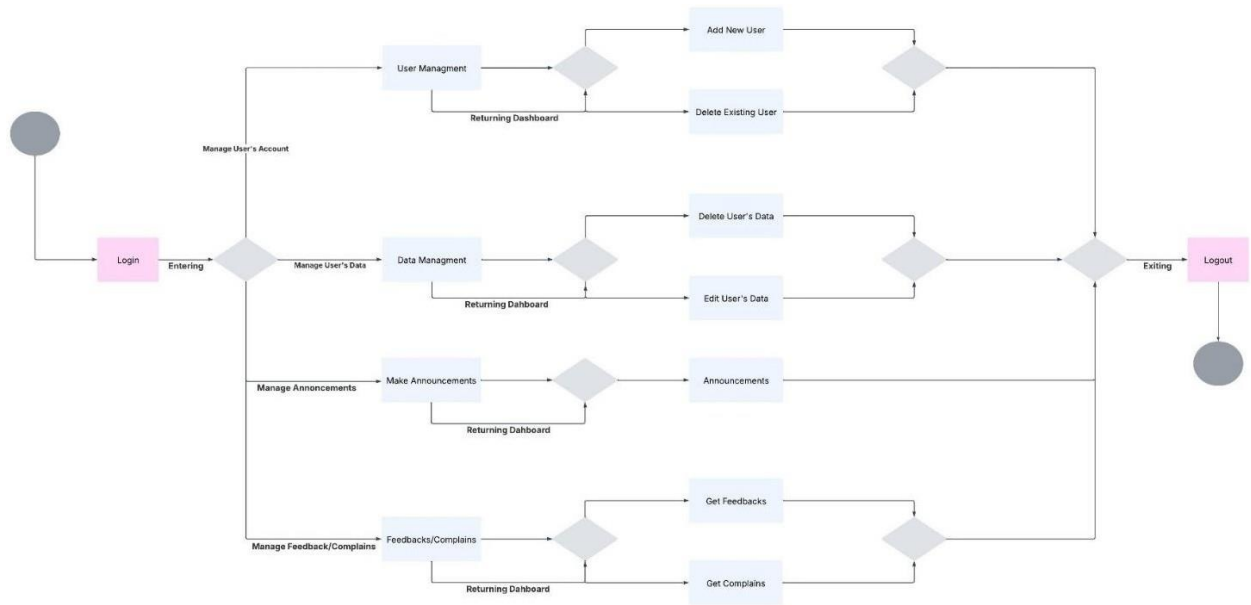 Add New User
User Managment
Delete Existing User
Returning Dashboard
Manage User's Account
Delete User's Data
Login
Entering
Manage User's Data
Data Managment
Exiting
Logout
Edit User's Data
Returning Dahboard
Manage Annoncements
Make Announcements
Announcements
Returning Dahboard
Get Feedbacks
Manage Feedback/Complains
Feedbacks/Complains
Get Complains
Returning Dahboard